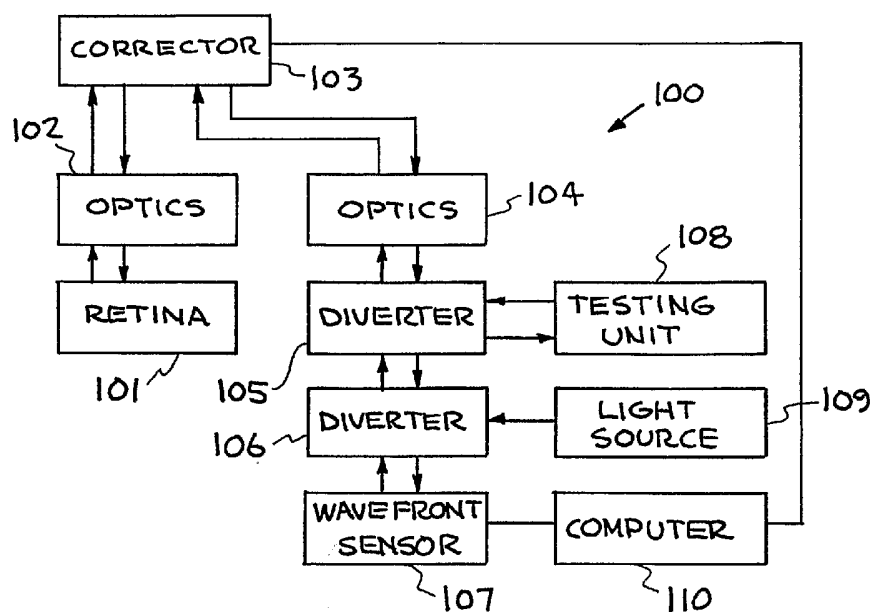 CORRECTOR
103
100
102
OPTICS
OPTICS
104
108
RETINA
DIVERTER
TESTING
UNIT
101
105
DIVERTER
LIGHT
SOURCE
109
106
WAVEFRONT
SENSOR
COMPUTER
107
110